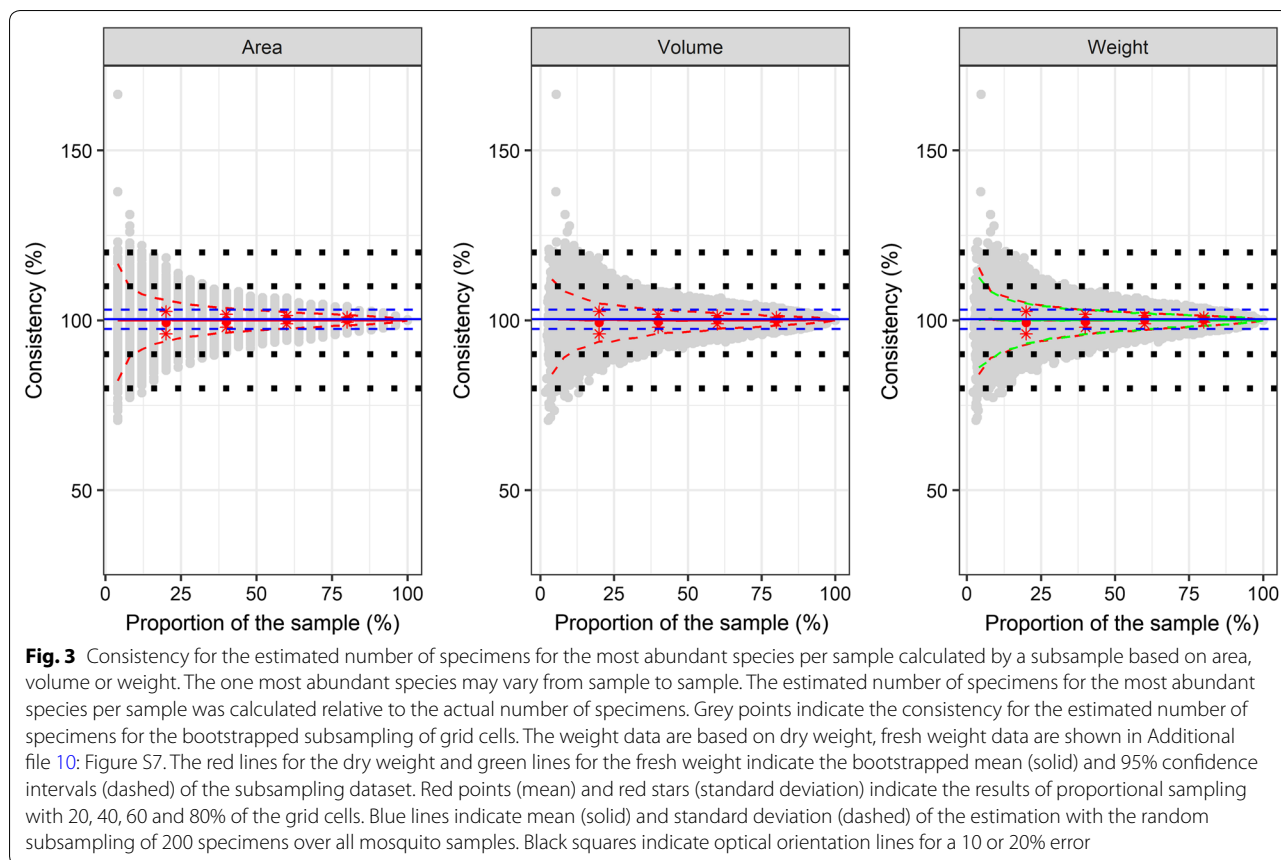 Area
Volume
Weight
150
100
50
Consistency (%)
0 25 50 75 100
Proportion of the sample (%)
150
100
50
Consistency (%)
0 25 50 75 100
Proportion of the sample (%)
150
100
50
Consistency (%)
0 25 50 75 100
Proportion of the sample (%)
Fig. 3 Consistency for the estimated number of specimens for the most abundant species per sample calculated by a subsample based on area,
volume or weight. The one most abundant species may vary from sample to sample. The estimated number of specimens for the most abundant
species per sample was calculated relative to the actual number of specimens. Grey points indicate the consistency for the estimated number of
specimens for the bootstrapped subsampling of grid cells. The weight data are based on dry weight, fresh weight data are shown in Additional
file 10: Figure S7. The red lines for the dry weight and green lines for the fresh weight indicate the bootstrapped mean (solid) and 95% confidence
intervals (dashed) of the subsampling dataset. Red points (mean) and red stars (standard deviation) indicate the results of proportional sampling
with 20, 40, 60 and 80% of the grid cells. Blue lines indicate mean (solid) and standard deviation (dashed) of the estimation with the random
subsampling of 200 specimens over all mosquito samples. Black squares indicate optical orientation lines for a 10 or 20% error